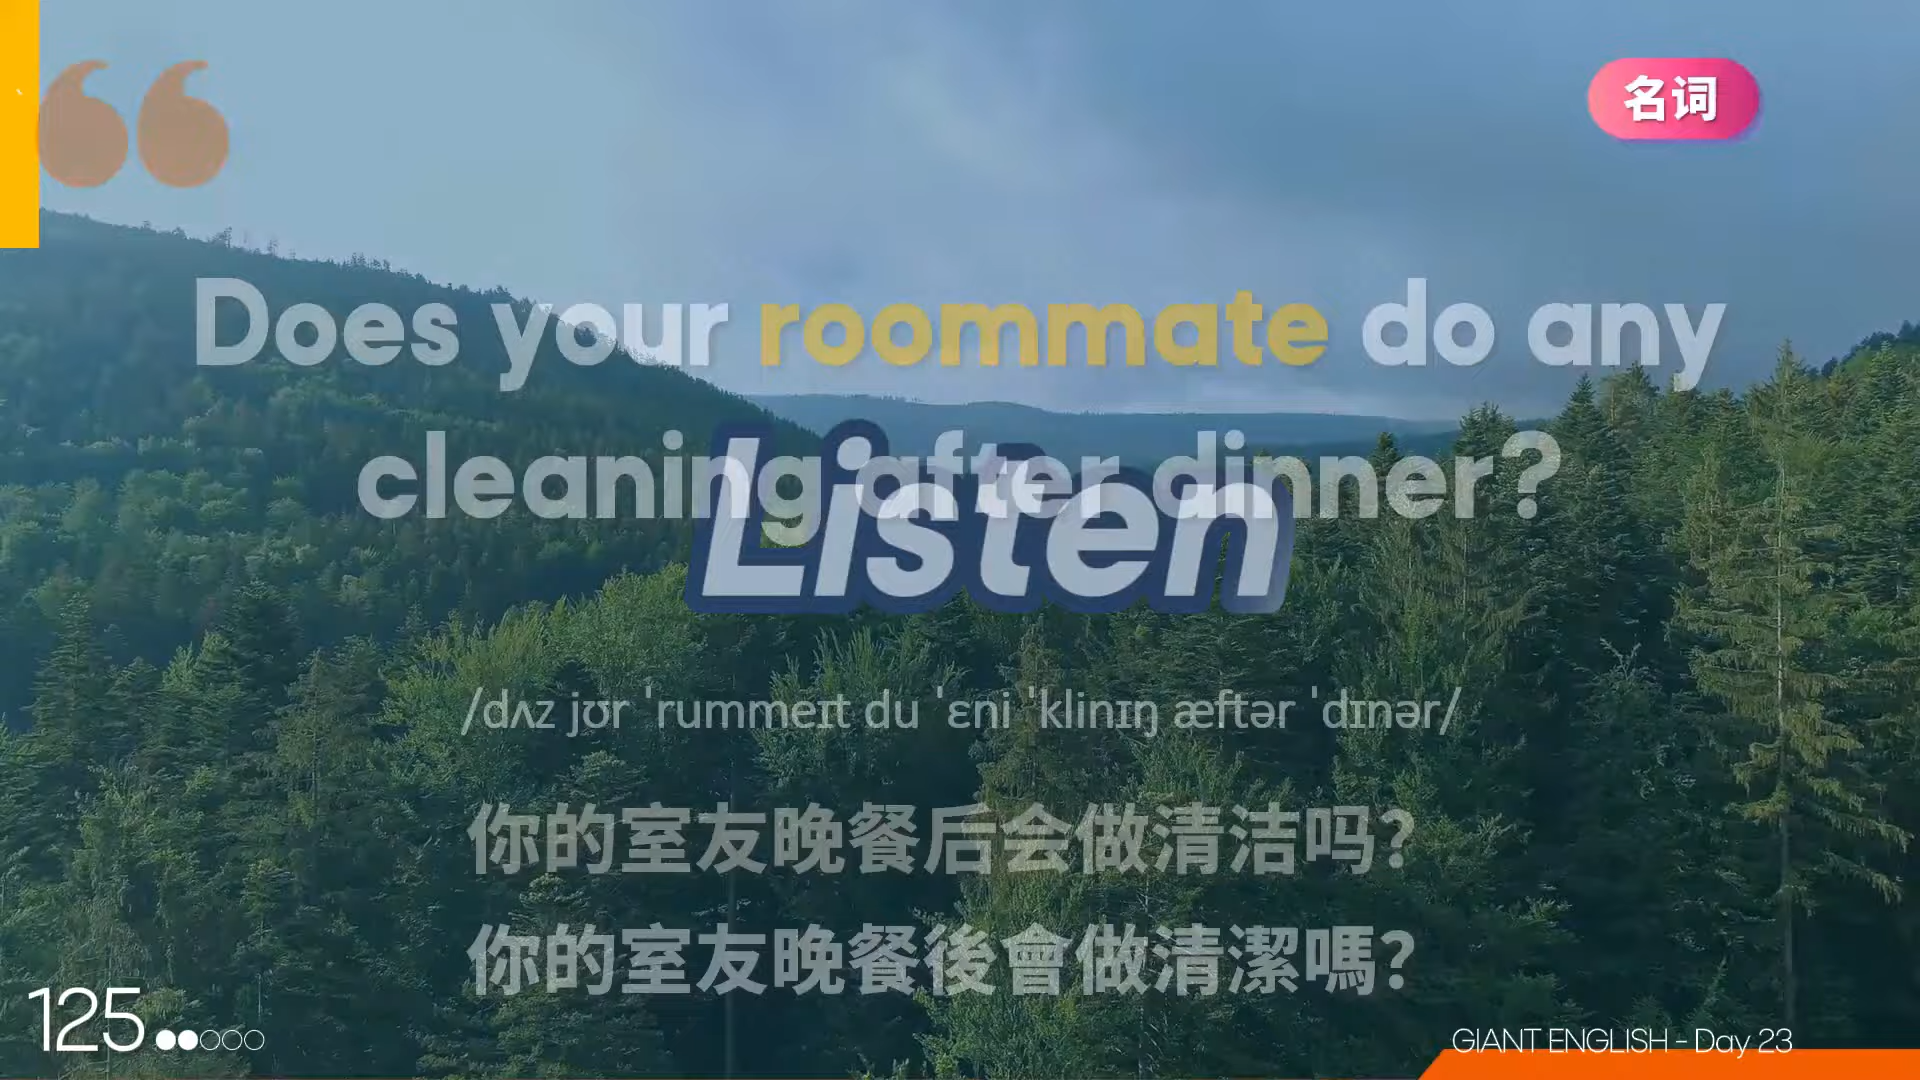 名词
Does your roommate do any
cleaning after dinner?
Listen
/dʌz jʊr ˈrummeɪt du ˈɛni ˈklinɪŋ æftər ˈdɪnər/
你的室友晚餐后会做清洁吗?
你的室友晚餐後會做清潔嗎?
125
GIANT ENGLISH - Day 23